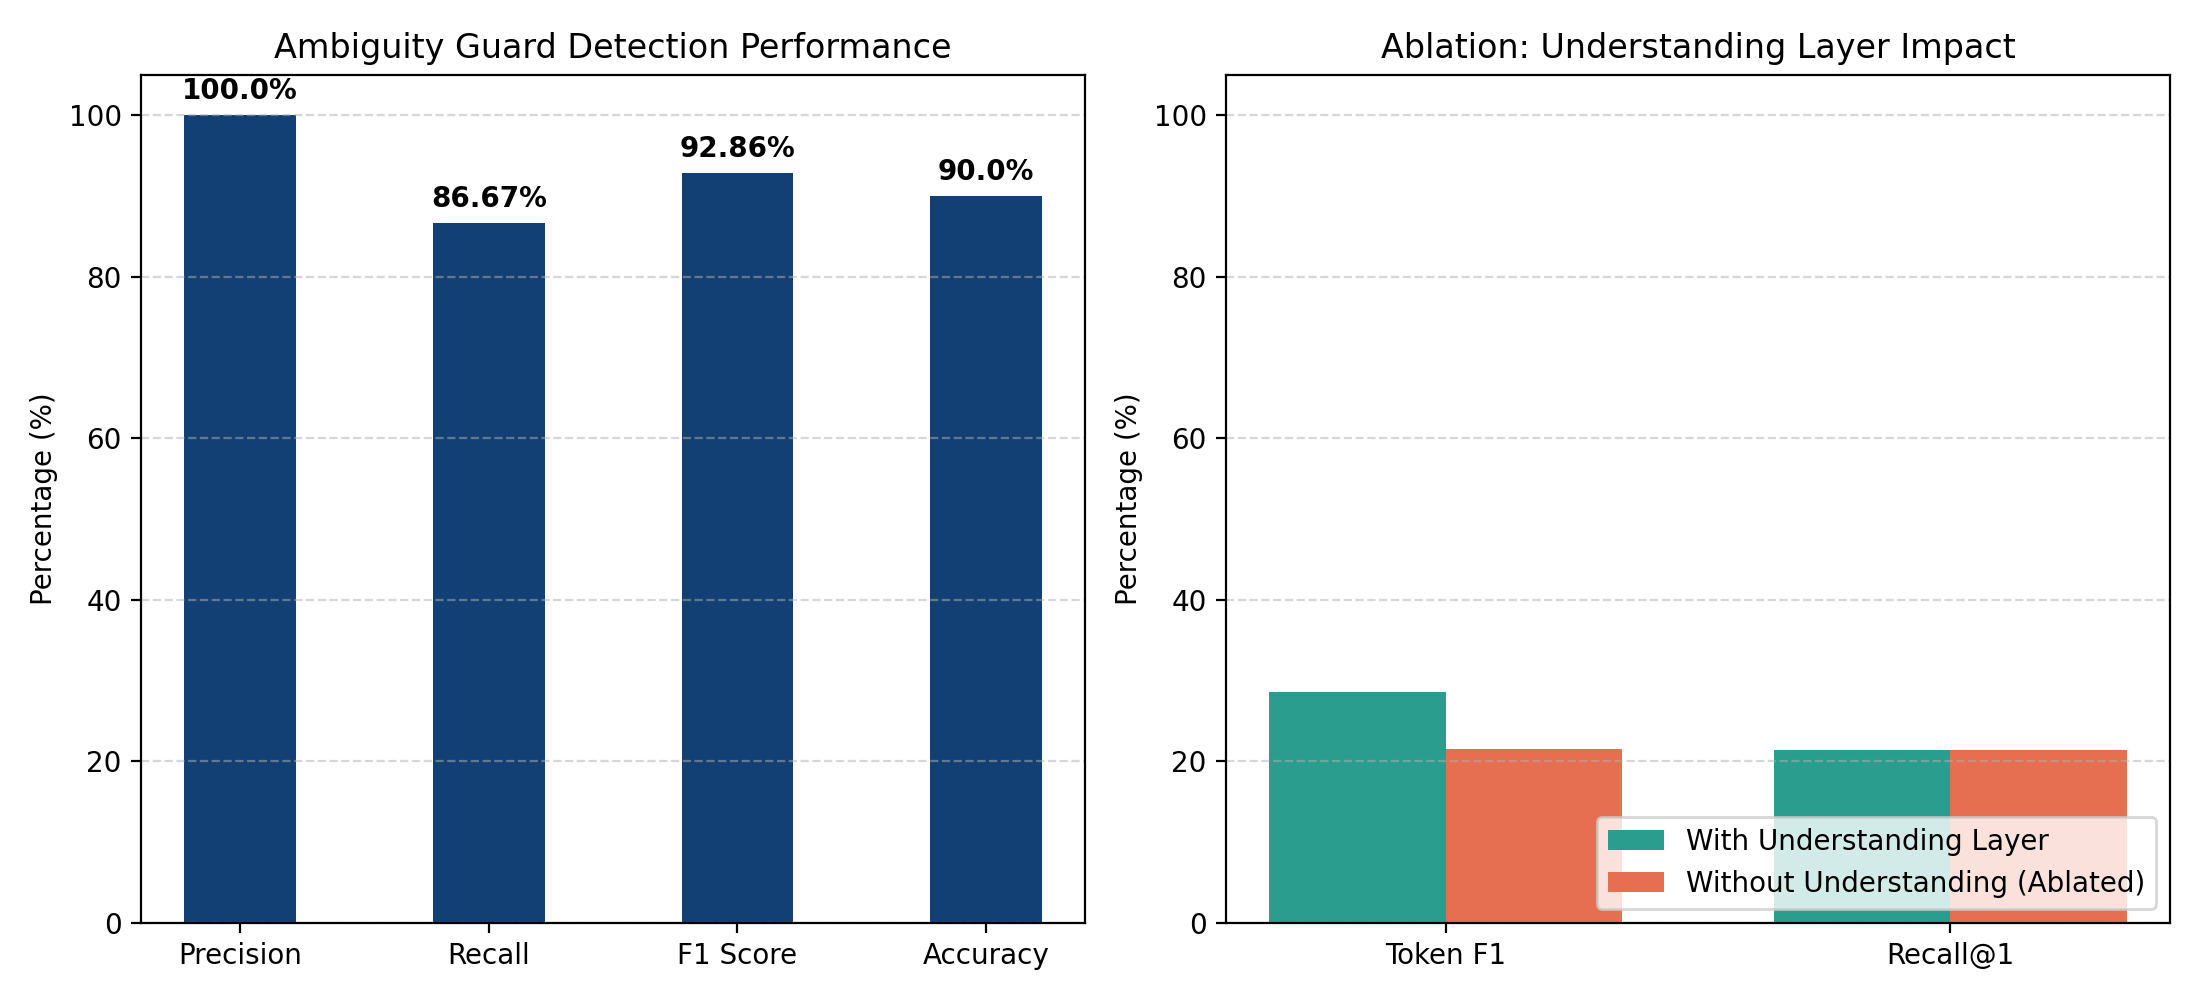 Ambiguity Guard Detection Performance
Percentage (%)
100
80
60
40
20
0
100.0%
86.67%
92.86%
90.0%
Precision
Recall
F1 Score
Accuracy
Ablation: Understanding Layer Impact
Percentage (%)
100
80
60
40
20
0
With Understanding Layer
Without Understanding (Ablated)
Token F1
Recall@1